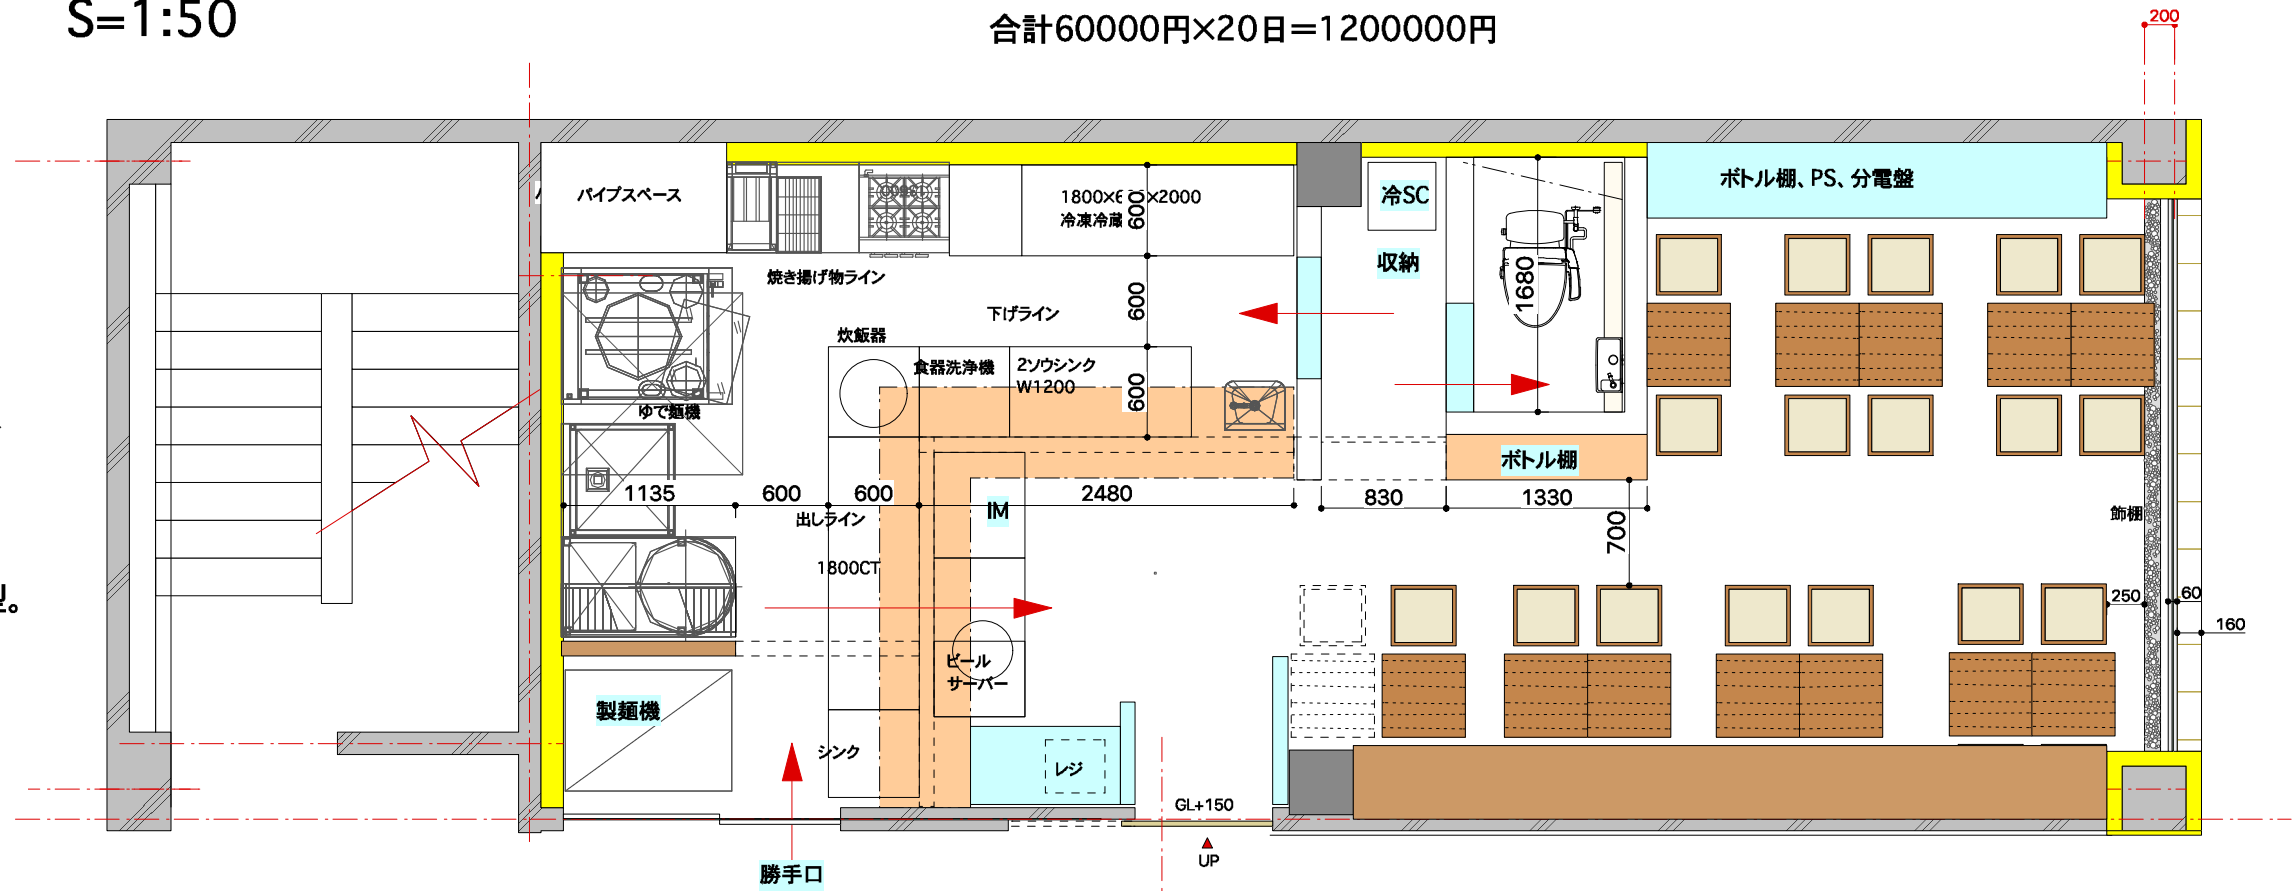 S=1:50
合計60000円×20日＝1200000円
200
パイプスペース
1800×6
×2000
冷凍冷蔵
600
冷SC
ボトル棚、PS、分電盤
収納
焼き揚げ物ライン
下げライン
600
1680
炊飯器
食器洗浄機
2ソウシンク
W1200
600
ゆで麺機
ボトル棚
1135
600
600
2480
830
1330
IM
出しライン
700
飾棚
1800CT
250
60
160
ビール
サーバー
製麺機
シンク
レジ
GL+150
UP
勝手口